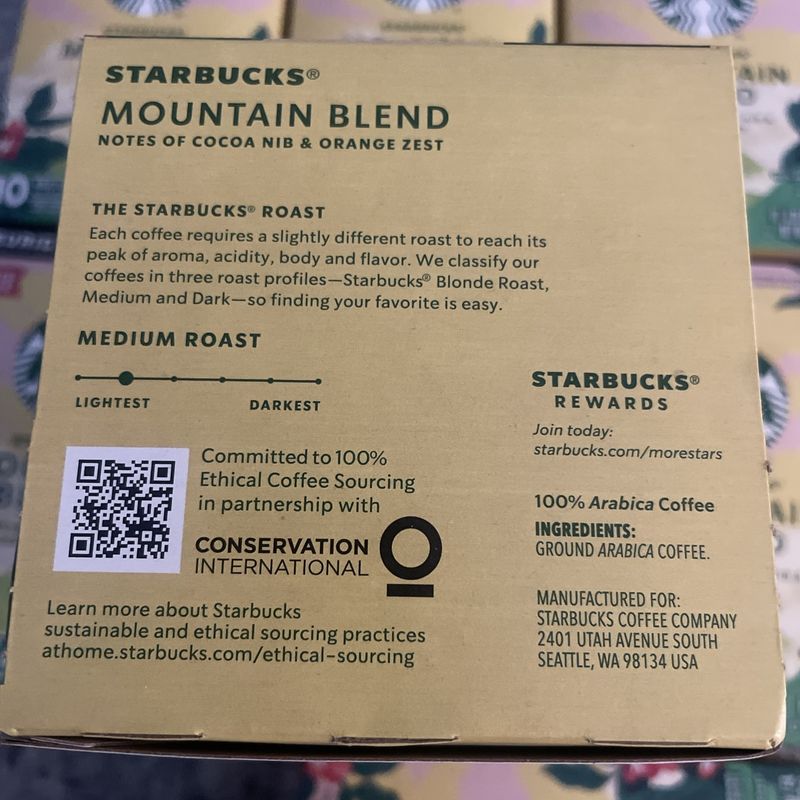 STARBUCKS®
MOUNTAIN BLEND
NOTES OF COCOA NIB & ORANGE ZEST
THE STARBUCKS® ROAST
Each coffee requires a slightly different roast to reach its
peak of aroma, acidity, body and flavor. We classify our
coffees in three roast profiles—Starbucks® Blonde Roast,
Medium and Dark—so finding your favorite is easy.
MEDIUM ROAST
LIGHTEST DARKEST
STARBUCKS®
REWARDS
Join today:
starbucks.com/morestars
Committed to 100%
Ethical Coffee Sourcing
in partnership with
CONSERVATION
INTERNATIONAL
Learn more about Starbucks
sustainable and ethical sourcing practices
athome.starbucks.com/ethical-sourcing
100% Arabica Coffee
INGREDIENTS:
GROUND ARABICA COFFEE.
MANUFACTURED FOR:
STARBUCKS COFFEE COMPANY
2401 UTAH AVENUE SOUTH
SEATTLE, WA 98134 USA